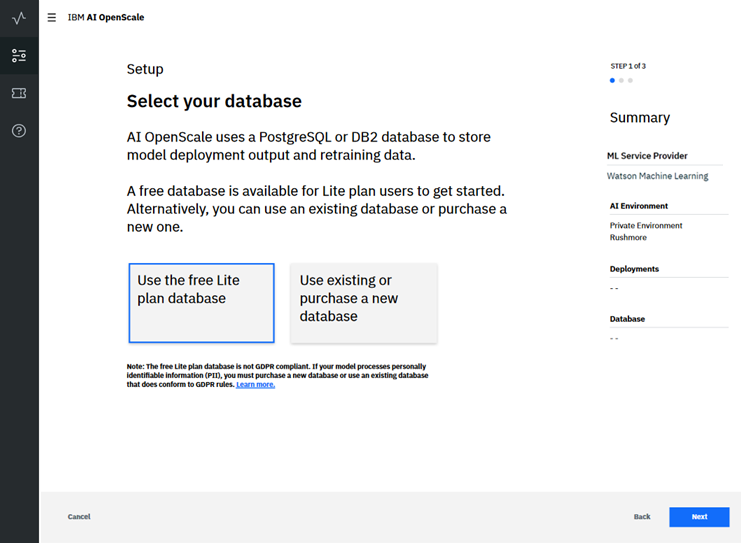 IBM AI OpenScale
Setup
Select your database
AI OpenScale uses a PostgreSQL or DB2 database to store
model deployment output and retraining data.
A free database is available for Lite plan users to get started.
Alternatively, you can use an existing database or purchase a
new one.
Use the free Lite
plan database
Use existing or
purchase a new
database
Note: The free Lite plan database is not GDPR compliant. If your model processes personally
identifiable information (PII), you must purchase a new database or use an existing database
that does conform to GDPR rules. Learn more.
STEP 1 of 3
Summary
ML Service Provider
Watson Machine Learning
AI Environment
Private Environment
Rushmore
Deployments
- -
Database
- -
Cancel
Back
Next